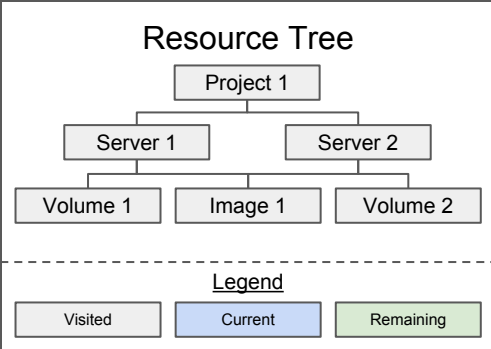 Resource Tree
Project 1
Server 1 Server 2
Volume 1 Image 1 Volume 2
Legend
Visited Current Remaining